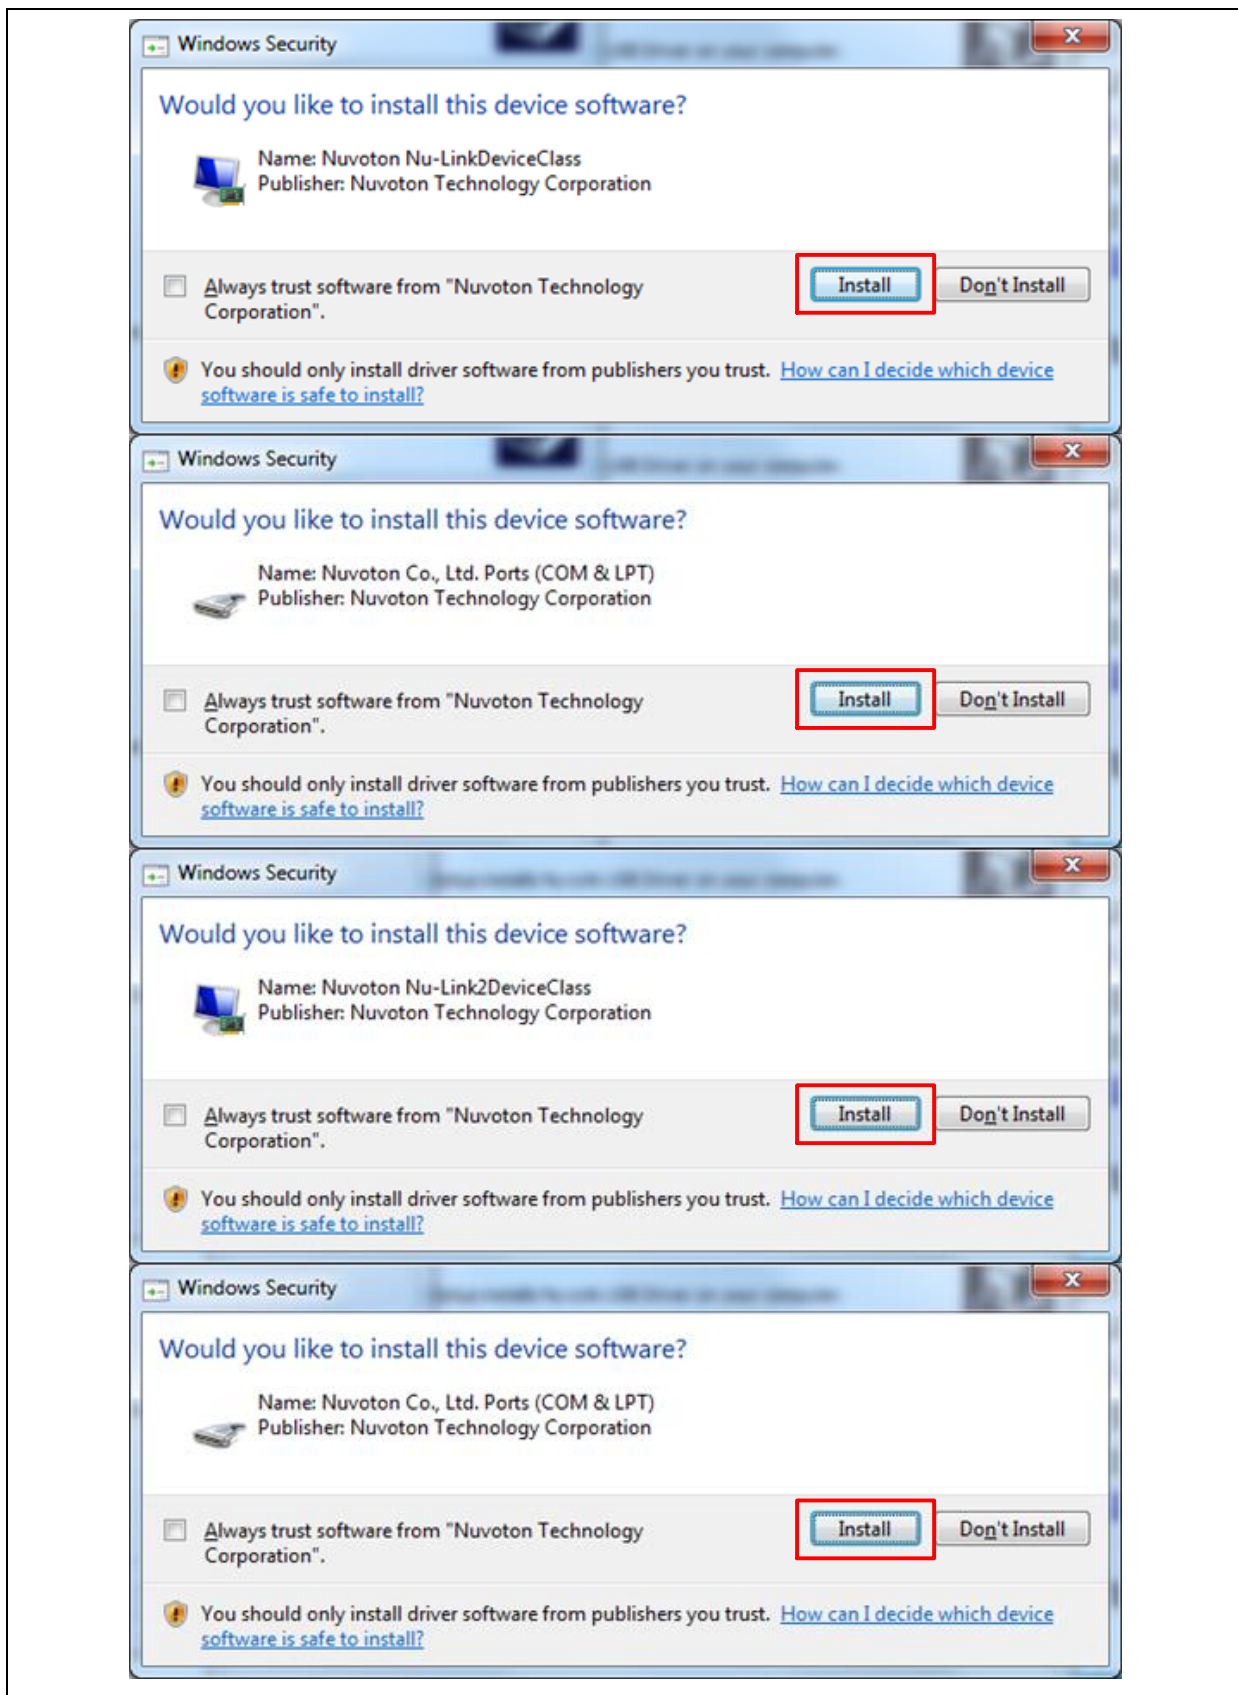 Windows Security
Would you like to install this device software?
Name: Nuvoton Nu-LinkDeviceClass
Publisher: Nuvoton Technology Corporation
Always trust software from "Nuvoton Technology
Corporation".
Install
Don't Install
You should only install driver software from publishers you trust. How can I decide which device
software is safe to install?
Windows Security
Would you like to install this device software?
Name: Nuvoton Co., Ltd. Ports (COM & LPT)
Publisher: Nuvoton Technology Corporation
Always trust software from "Nuvoton Technology
Corporation".
Install
Don't Install
You should only install driver software from publishers you trust. How can I decide which device
software is safe to install?
Windows Security
Would you like to install this device software?
Name: Nuvoton Nu-Link2DeviceClass
Publisher: Nuvoton Technology Corporation
Always trust software from "Nuvoton Technology
Corporation".
Install
Don't Install
You should only install driver software from publishers you trust. How can I decide which device
software is safe to install?
Windows Security
Would you like to install this device software?
Name: Nuvoton Co., Ltd. Ports (COM & LPT)
Publisher: Nuvoton Technology Corporation
Always trust software from "Nuvoton Technology
Corporation".
Install
Don't Install
You should only install driver software from publishers you trust. How can I decide which device
software is safe to install?